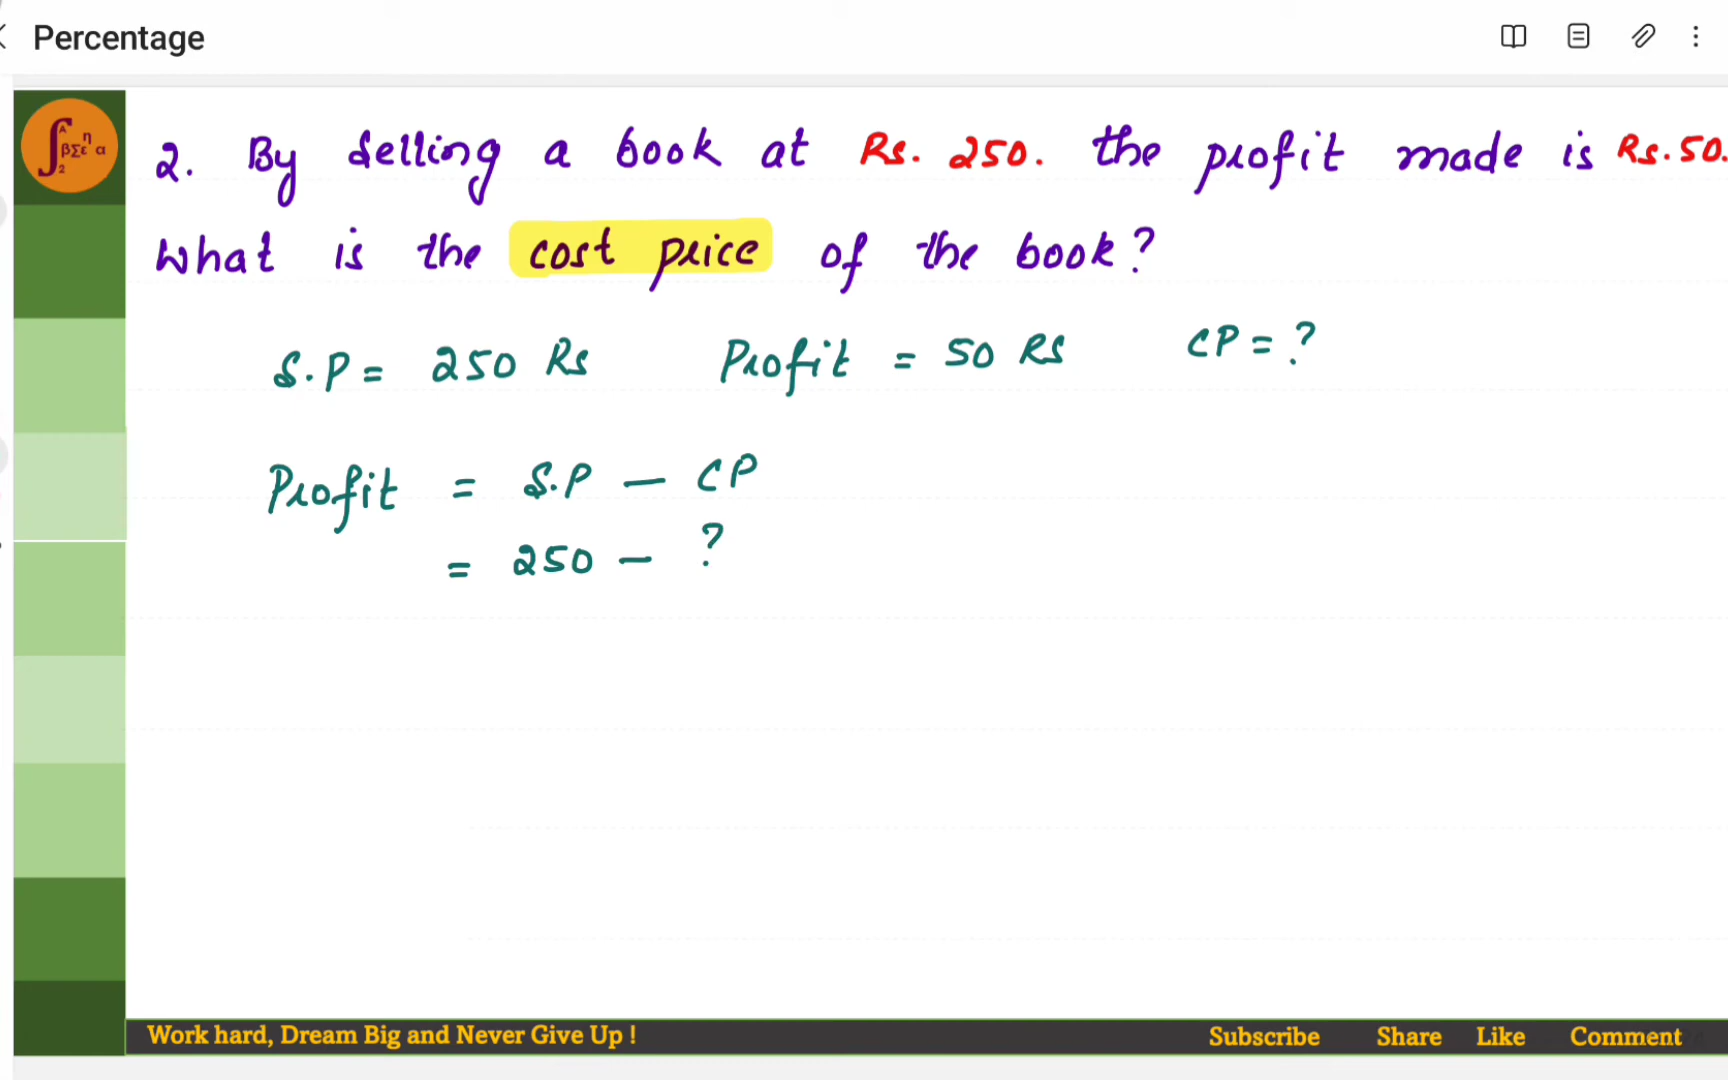 Percentage
2. By selling a book at Rs. 250. the profit made is Rs. 50.
what is the cost price of the book?
S.P = 250 Rs Profit = 50 RS CP = ?
Profit = S.P - CP
= 250 - ?
Work hard, Dream Big and Never Give Up ! Subscribe Share Like Comment